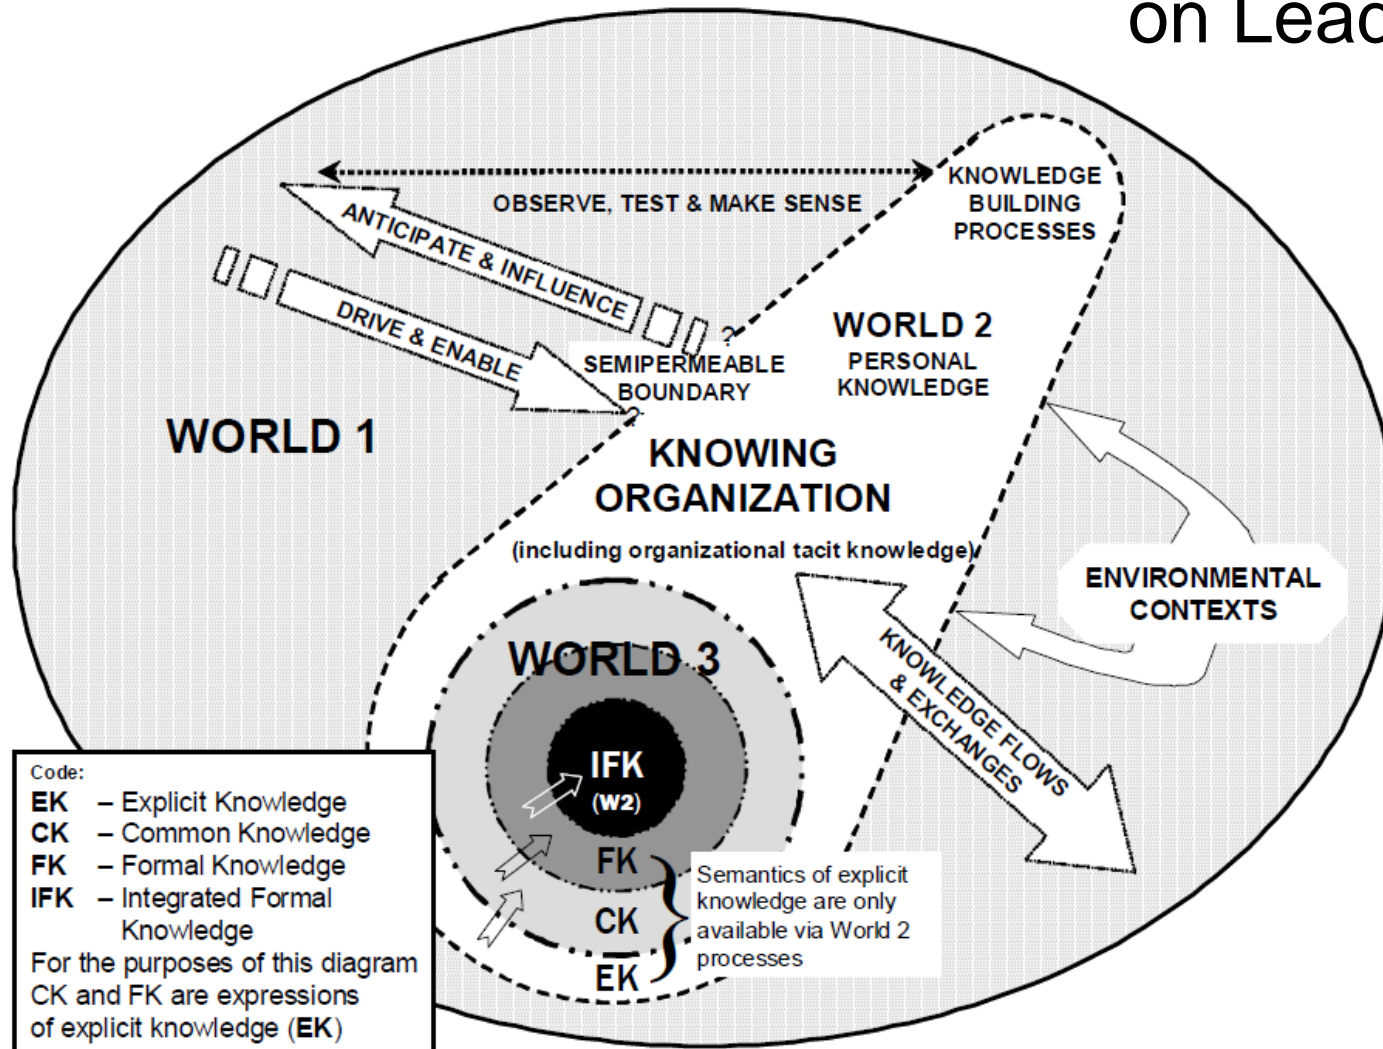 on Lead
KNOWLEDGE
BUILDING
PROCESSES
OBSERVE, TEST & MAKE SENSE
ANTICIPATE & INFLUENCE
DRIVE & ENABLE
?
SEMIPERMEABLE
BOUNDARY
?
WORLD 2
PERSONAL
KNOWLEDGE
WORLD 1
KNOWING
ORGANIZATION
(including organizational tacit knowledge)
ENVIRONMENTAL
CONTEXTS
KNOWLEDGE FLOWS
& EXCHANGES
WORLD 3
IFK
(W2)
FK
CK
EK
Semantics of explicit
knowledge are only
available via World 2
processes
Code:
EK – Explicit Knowledge
CK – Common Knowledge
FK – Formal Knowledge
IFK – Integrated Formal
Knowledge
For the purposes of this diagram
CK and FK are expressions
of explicit knowledge (EK)